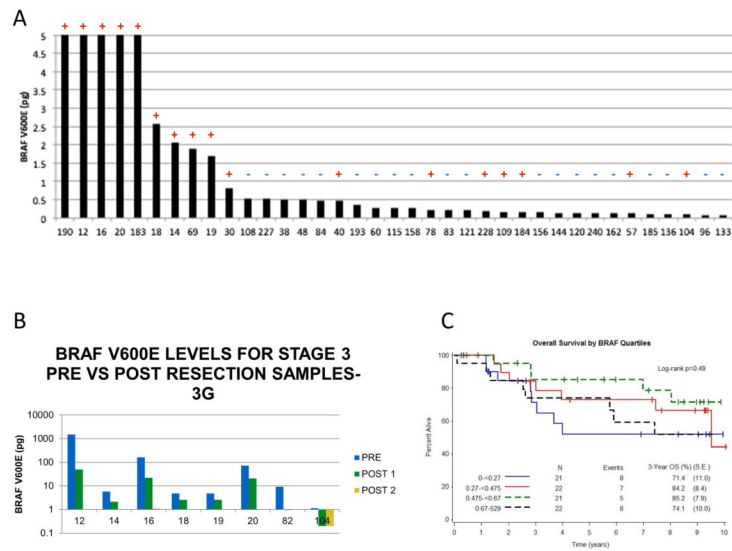 A
+ + + + +
5
4.5
4
3.5
3
2.5
2
1.5
1
0.5
0
BRAF V600E (pg)
+
+ + +
+ - - - - - + - - - - + - - + + + - - - - - + - - + - -
190 12 16 20 183 18 14 69 19 30 108 227 38 48 84 40 193 60 115 158 78 83 121 228 109 184 156 144 120 240 162 57 185 136 104 96 133
B
BRAF V600E LEVELS FOR STAGE 3
PRE VS POST RESECTION SAMPLES-
3G
BRAF V600E (pg)
10000
1000
100
10
1
0.1
12 14 16 18 19 20 82 104
PRE
POST 1
POST 2
C
Overall Survival by BRAF Quartiles
Log-rank p=0.49
Percent Alive
100
90
80
70
60
50
40
30
20
10
0
N Events 3-Year OS (%) (S.E.)
0-<0.27 21 8 71.4 (11.0)
0.27-<0.475 22 7 84.2 (8.4)
0.475-<0.67 21 5 85.2 (7.9)
0.67-529 22 8 74.1 (10.0)
0 1 2 3 4 5 6 7 8 9 10
Time (years)